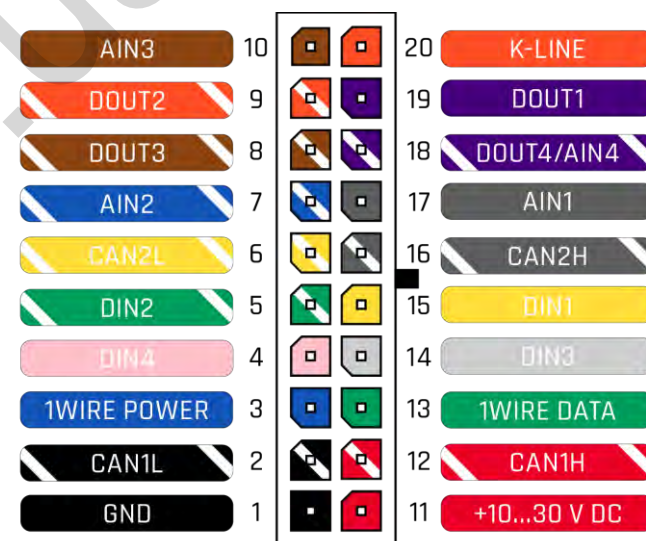 AIN3 10 20 K-LINE
DOUT2 9 19 DOUT1
DOUT3 8 18 DOUT4/AIN4
AIN2 7 17 AIN1
CAN2L 6 16 CAN2H
DIN2 5 15 DIN1
DIN4 4 14 DIN3
1WIRE POWER 3 13 1WIRE DATA
CAN1L 2 12 CAN1H
GND 1 11 +10...30 V DC